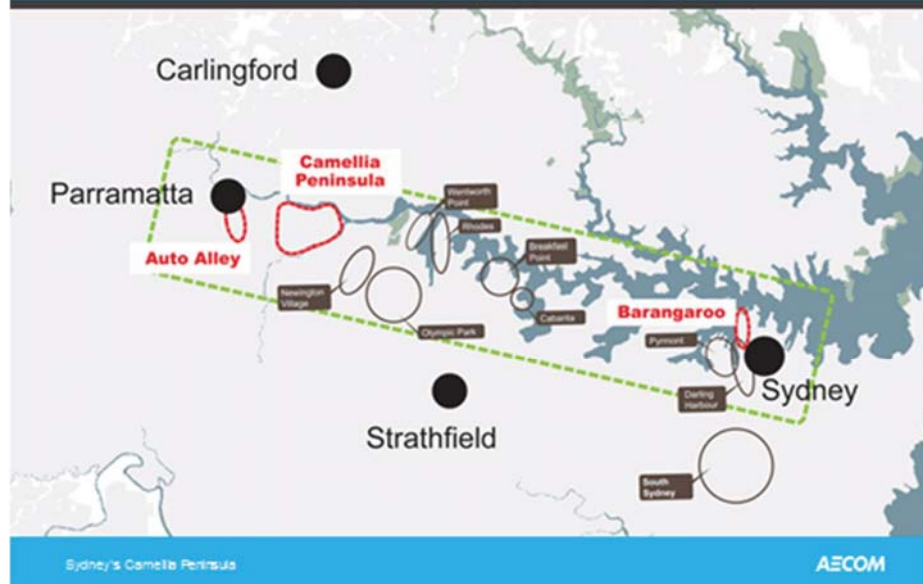 Carlingford
Camellia
Peninsula
Parramatta
Wentworth
Point
Rhodes
Auto Alley
Breakfast
Point
Newington
Village
Cabarita
Olympic Park
Barangaroo
Pyrmont
Darling
Harbour
Sydney
Strathfield
South
Sydney
Sydney's Camellia Peninsula
AECOM